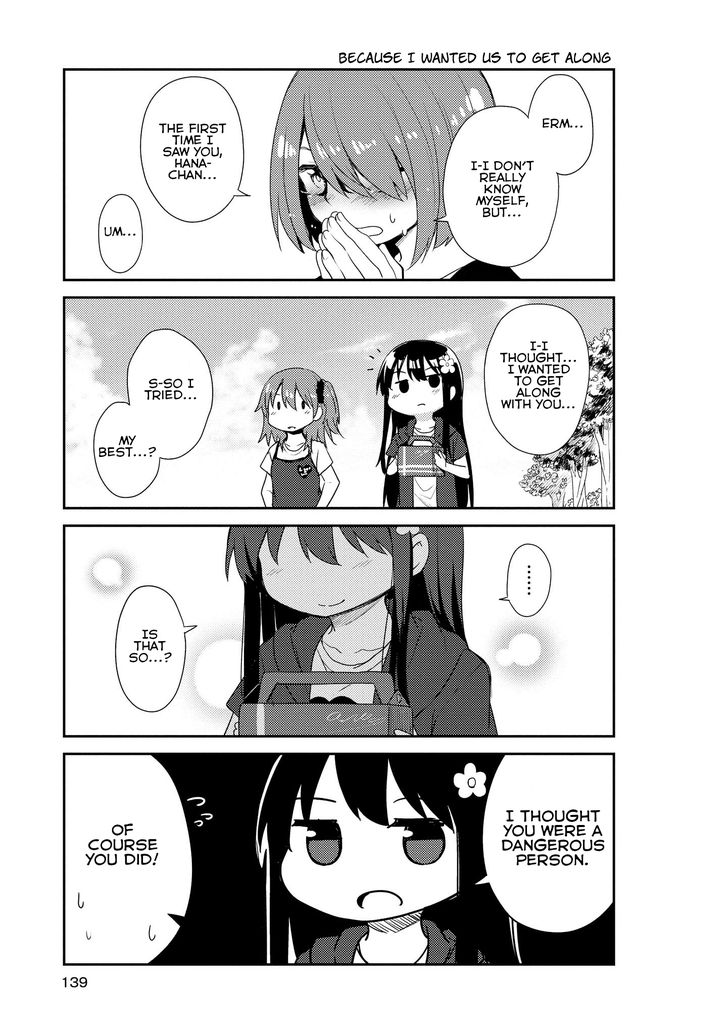 BECAUSE I WANTED US TO GET ALONG
ERM...
I-I DON'T
REALLY
KNOW
MYSELF,
BUT...
THE FIRST
TIME I
SAW YOU,
HANA-
CHAN...
UM...
I-I
THOUGHT...
I WANTED
TO GET
ALONG
WITH YOU...
S-SO I
TRIED...
MY
BEST...?
......
IS
THAT
SO...?
I THOUGHT
YOU WERE A
DANGEROUS
PERSON.
OF
COURSE
YOU DID!
139